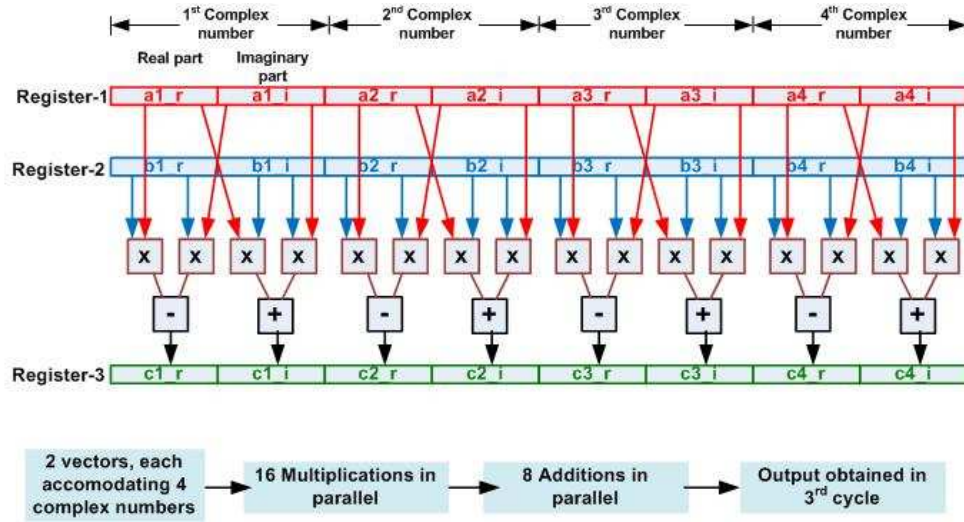 1st Complex number 2nd Complex number 3rd Complex number 4th Complex number
Real part Imaginary part
Register-1 a1_r a1_i a2_r a2_i a3_r a3_i a4_r a4_i
Register-2 b1_r b1_i b2_r b2_i b3_r b3_i b4_r b4_i
x x x x x x x x x x x x x x x x
- + - + - + - +
Register-3 c1_r c1_i c2_r c2_i c3_r c3_i c4_r c4_i
2 vectors, each
accomodating 4
complex numbers
16 Multiplications in
parallel
8 Additions in
parallel
Output obtained in
3rd cycle